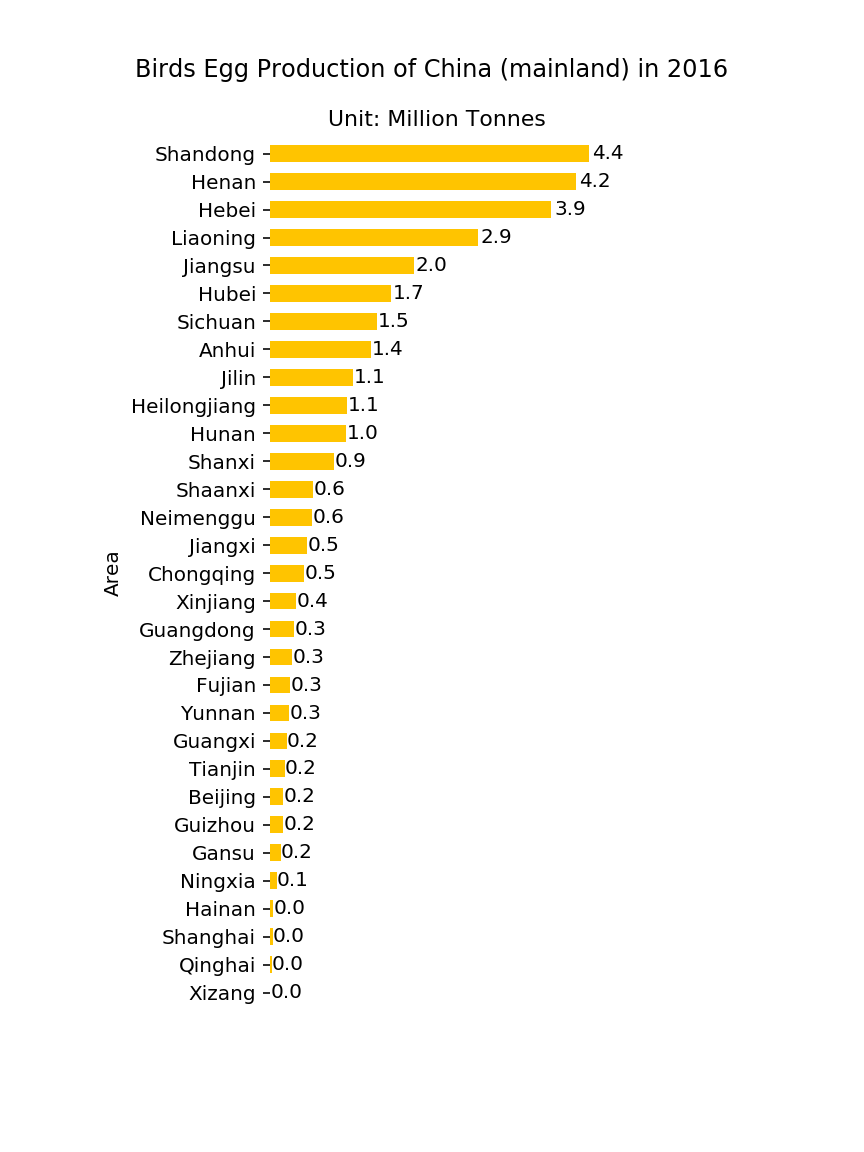 Birds Egg Production of China (mainland) in 2016
Unit: Million Tonnes
Shandong 4.4
Henan 4.2
Hebei 3.9
Liaoning 2.9
Jiangsu 2.0
Hubei 1.7
Sichuan 1.5
Anhui 1.4
Jilin 1.1
Heilongjiang 1.1
Hunan 1.0
Shanxi 0.9
Shaanxi 0.6
Neimenggu 0.6
Jiangxi 0.5
Area
Chongqing 0.5
Xinjiang 0.4
Guangdong 0.3
Zhejiang 0.3
Fujian 0.3
Yunnan 0.3
Guangxi 0.2
Tianjin 0.2
Beijing 0.2
Guizhou 0.2
Gansu 0.2
Ningxia 0.1
Hainan 0.0
Shanghai 0.0
Qinghai 0.0
Xizang 0.0